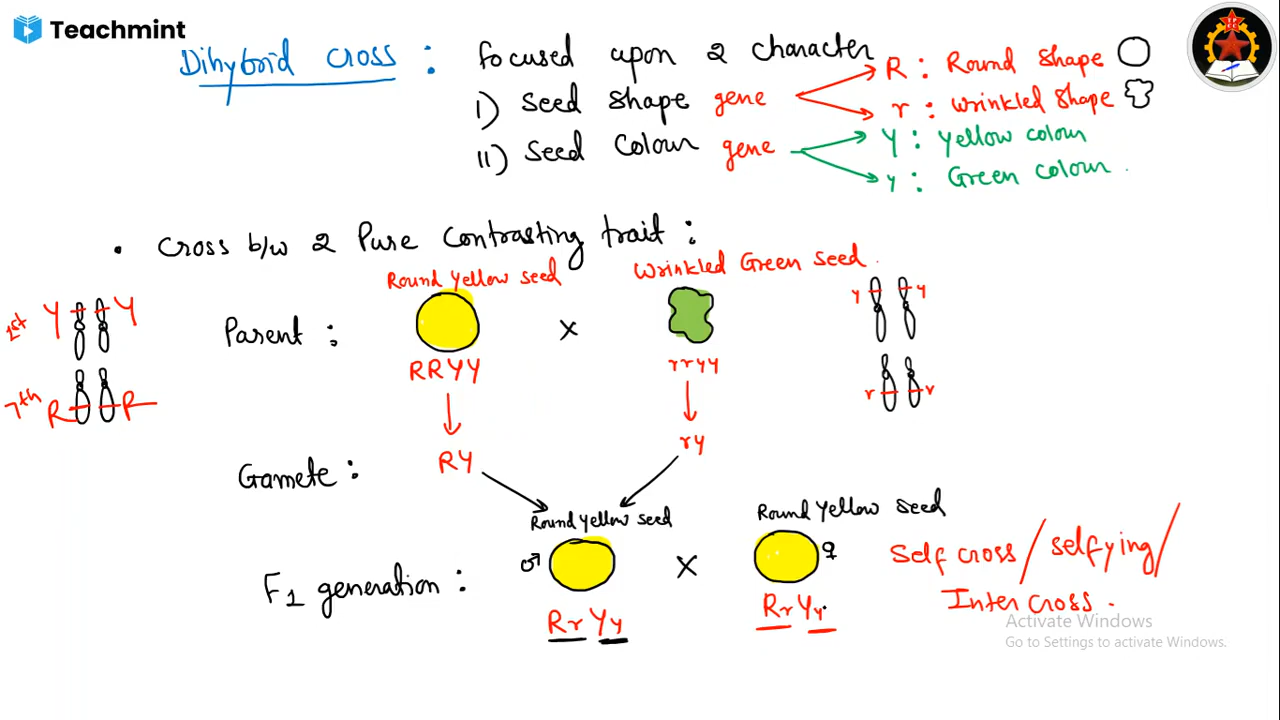 Teachmint
Dihybrid cross : focused upon 2 character
I) Seed Shape gene
R : Round Shape
r : Wrinkled Shape
II) Seed Colour gene
Y : Yellow colour
y : Green colour .
• Cross b/w 2 Pure Contrasting trait :
Round Yellow seed
Wrinkled Green Seed .
1st Y Y
Parent :
x
y y
RRYY
rryy
7th R R
r r
Gamete :
RY
ry
Round Yellow seed
Round Yellow seed
F1 generation :
♂ x ♀
Self cross / selfying /
Inter Cross .
RrYy
RrYy
Activate Windows
Go to Settings to activate Windows.